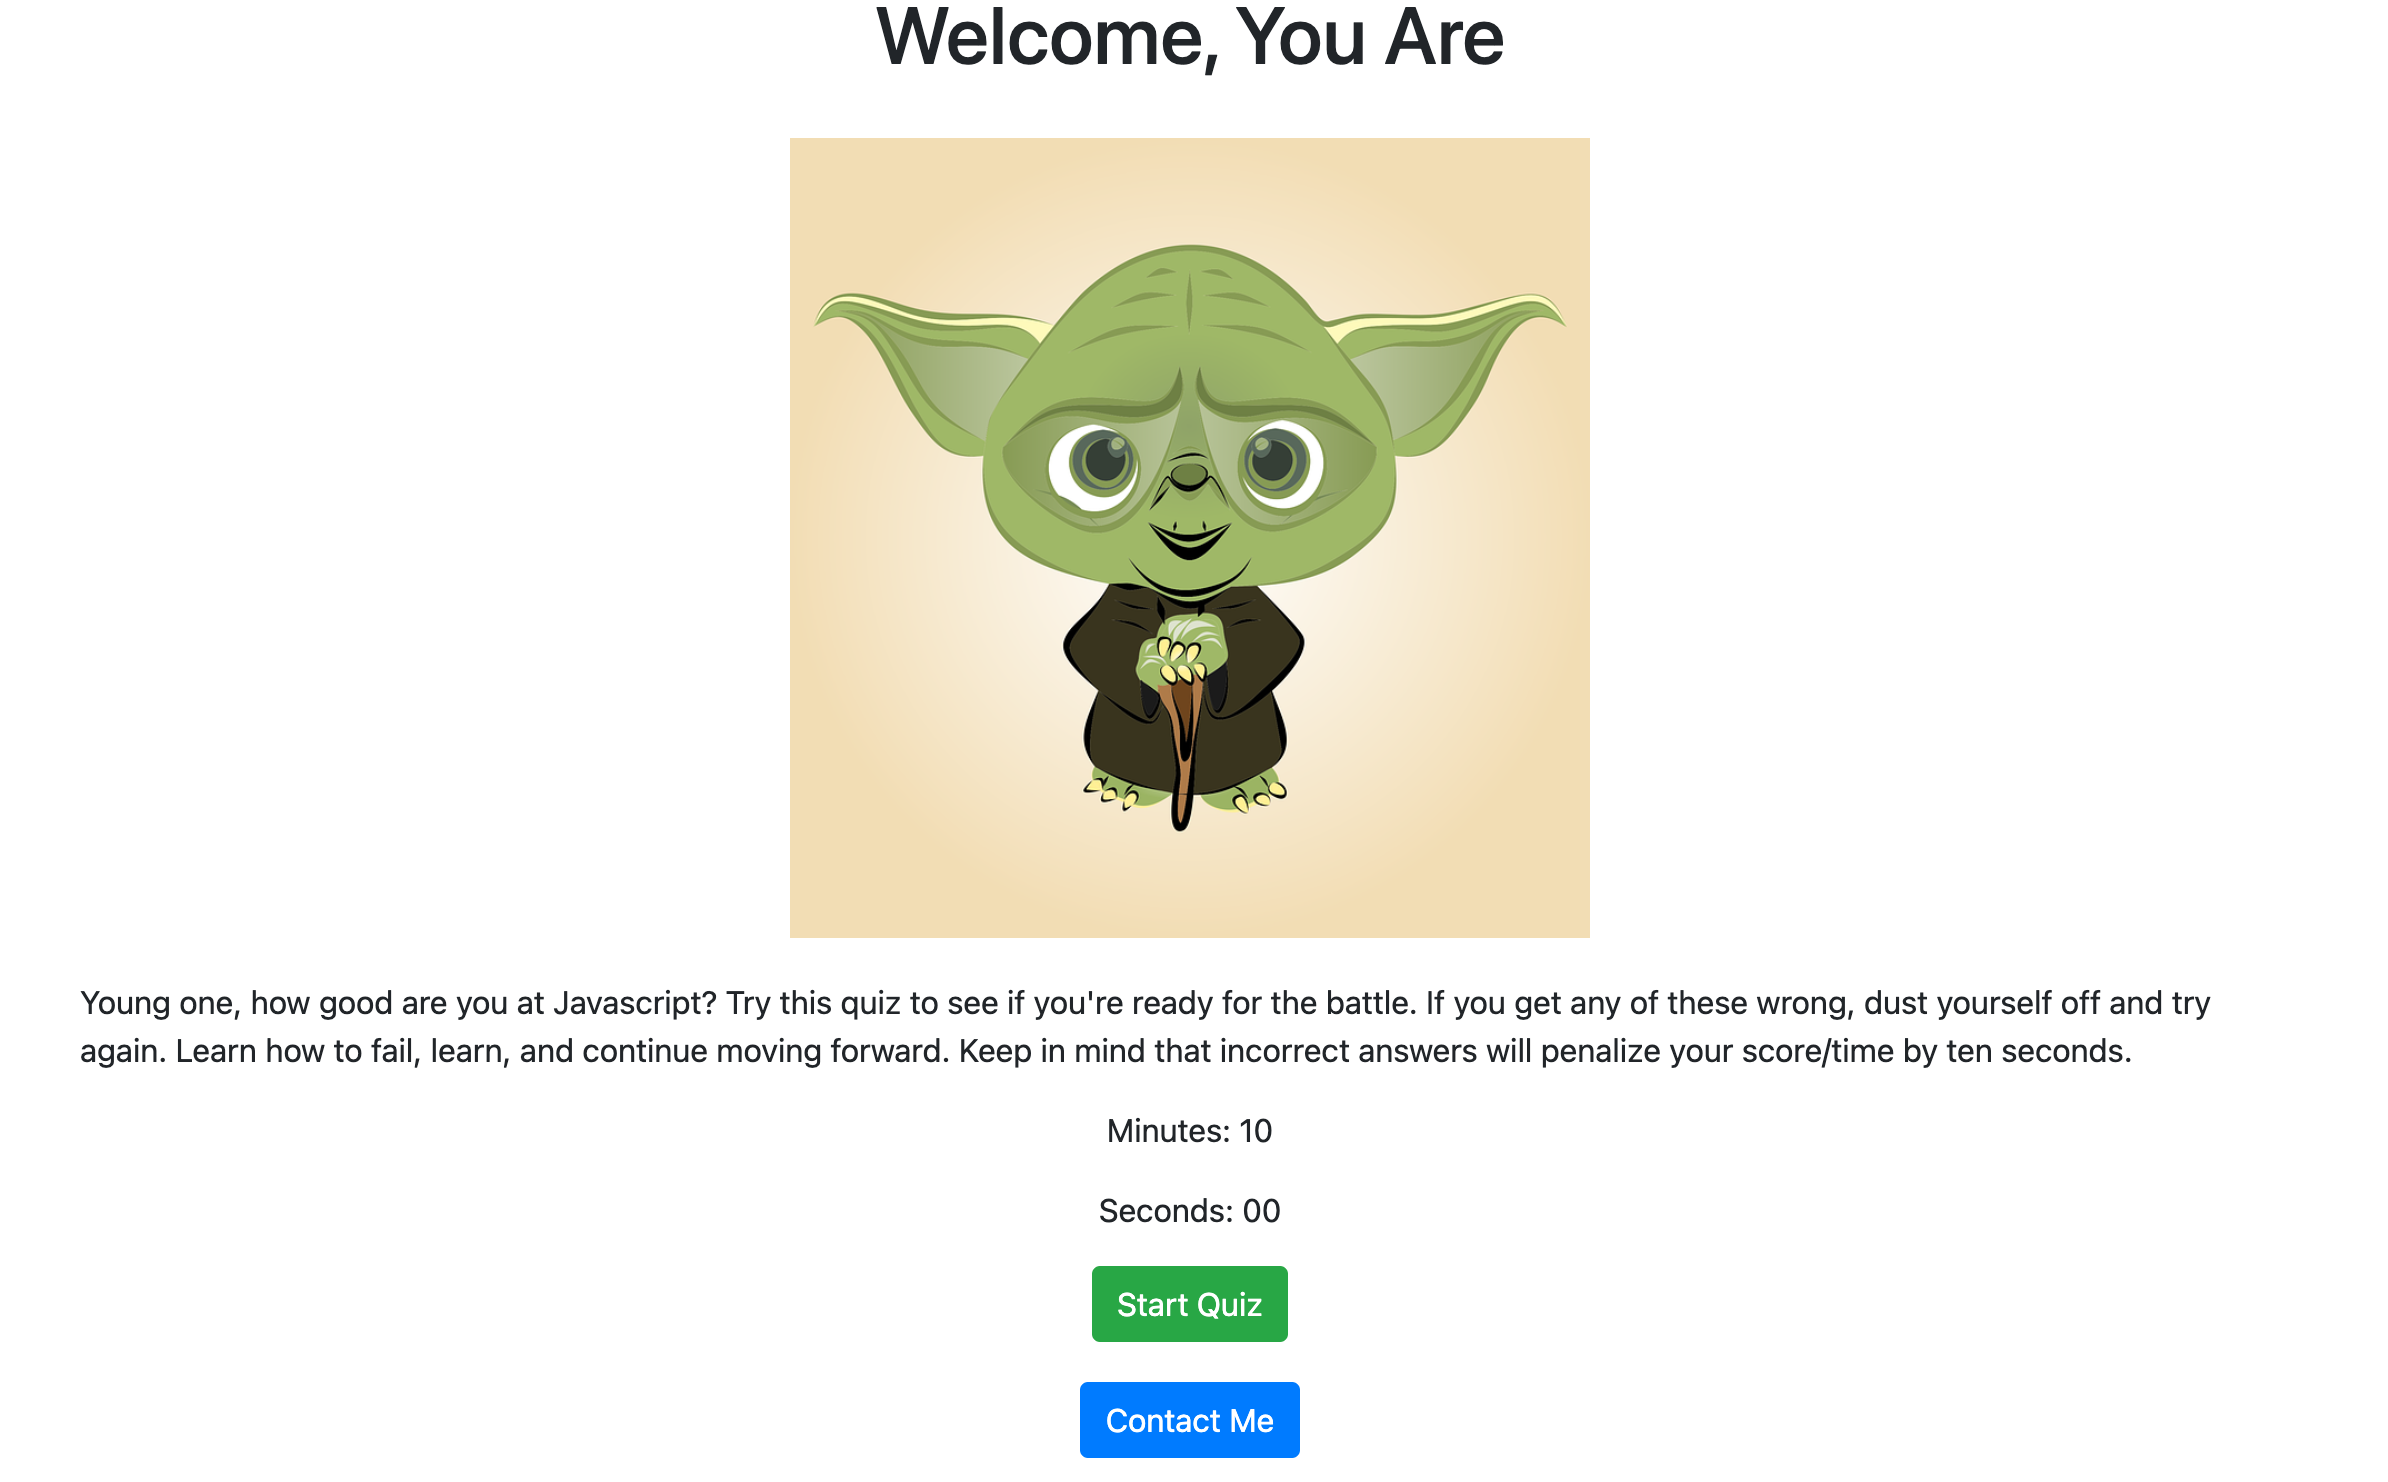 Welcome, You Are
Young one, how good are you at Javascript? Try this quiz to see if you're ready for the battle. If you get any of these wrong, dust yourself off and try
again. Learn how to fail, learn, and continue moving forward. Keep in mind that incorrect answers will penalize your score/time by ten seconds.
Minutes: 10
Seconds: 00
Start Quiz
Contact Me